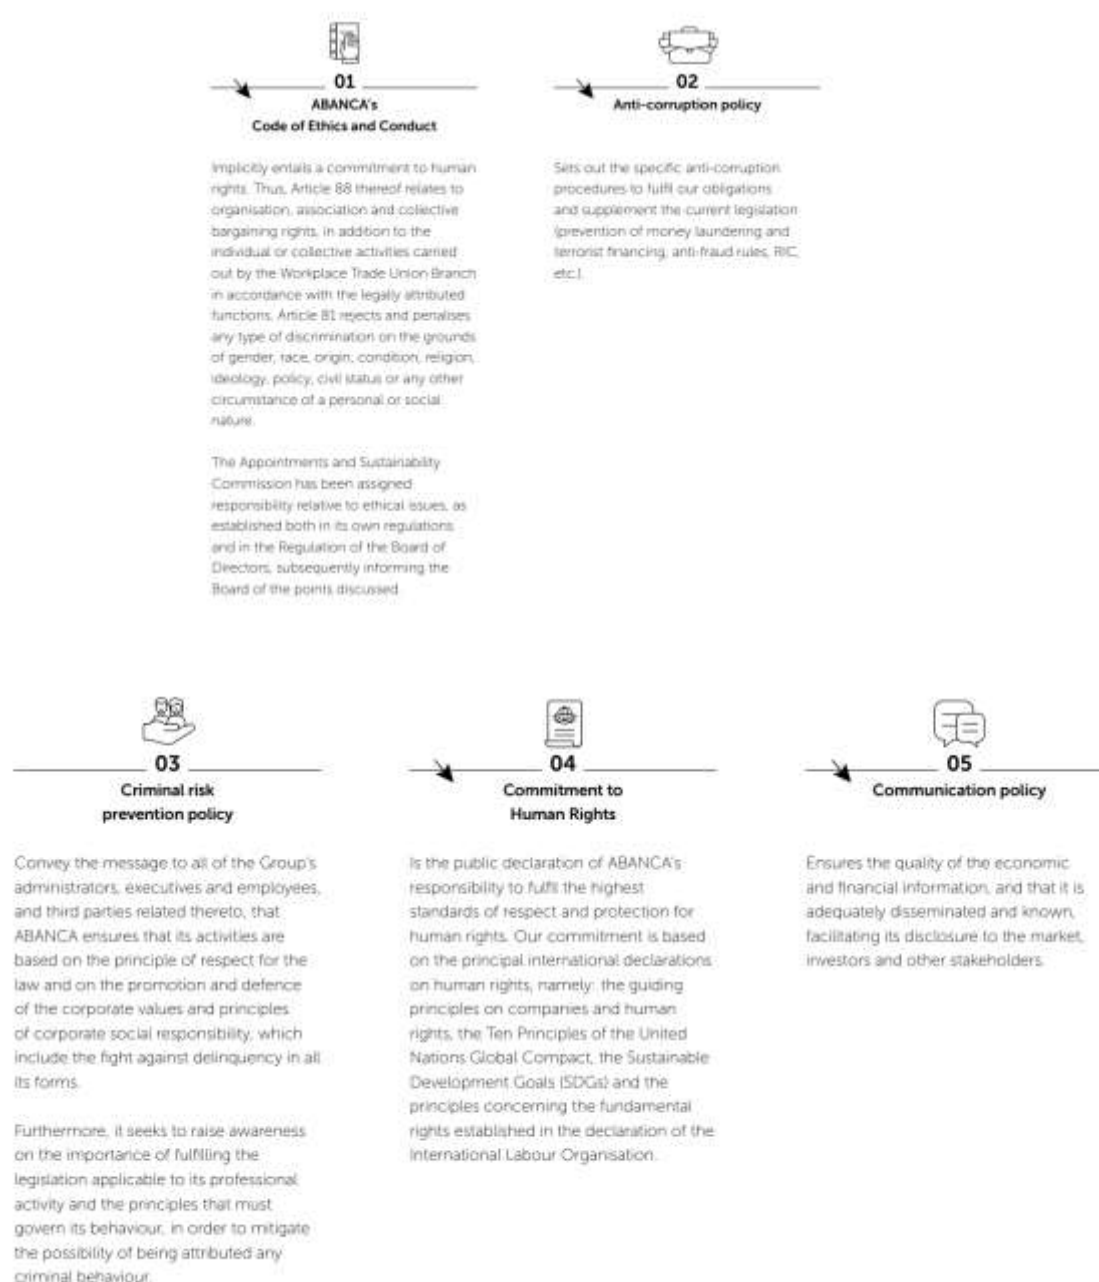 01
ABANCA's
Code of Ethics and Conduct
Implicitly entails a commitment to human
rights. Thus, Article 88 thereof relates to
organisation, association and collective
bargaining rights, in addition to the
individual or collective activities carried
out by the Workplace Trade Union Branch
in accordance with the legally attributed
functions. Article 81 rejects and penalises
any type of discrimination on the grounds
of gender, race, origin, condition, religion,
ideology, policy, civil status or any other
circumstance of a personal or social
nature.
The Appointments and Sustainability
Commission has been assigned
responsibility relative to ethical issues, as
established both in its own regulations
and in the Regulation of the Board of
Directors, subsequently informing the
Board of the points discussed.
02
Anti-corruption policy
Sets out the specific anti-corruption
procedures to fulfil our obligations
and supplement the current legislation
(prevention of money laundering and
terrorist financing, anti-fraud rules, RIC,
etc.).
03
Criminal risk
prevention policy
Convey the message to all of the Group's
administrators, executives and employees,
and third parties related thereto, that
ABANCA ensures that its activities are
based on the principle of respect for the
law and on the promotion and defence
of the corporate values and principles
of corporate social responsibility, which
include the fight against delinquency in all
its forms.
Furthermore, it seeks to raise awareness
on the importance of fulfilling the
legislation applicable to its professional
activity and the principles that must
govern its behaviour, in order to mitigate
the possibility of being attributed any
criminal behaviour.
04
Commitment to
Human Rights
Is the public declaration of ABANCA's
responsibility to fulfil the highest
standards of respect and protection for
human rights. Our commitment is based
on the principal international declarations
on human rights, namely: the guiding
principles on companies and human
rights, the Ten Principles of the United
Nations Global Compact, the Sustainable
Development Goals (SDGs) and the
principles concerning the fundamental
rights established in the declaration of the
International Labour Organisation.
05
Communication policy
Ensures the quality of the economic
and financial information, and that it is
adequately disseminated and known,
facilitating its disclosure to the market,
investors and other stakeholders.